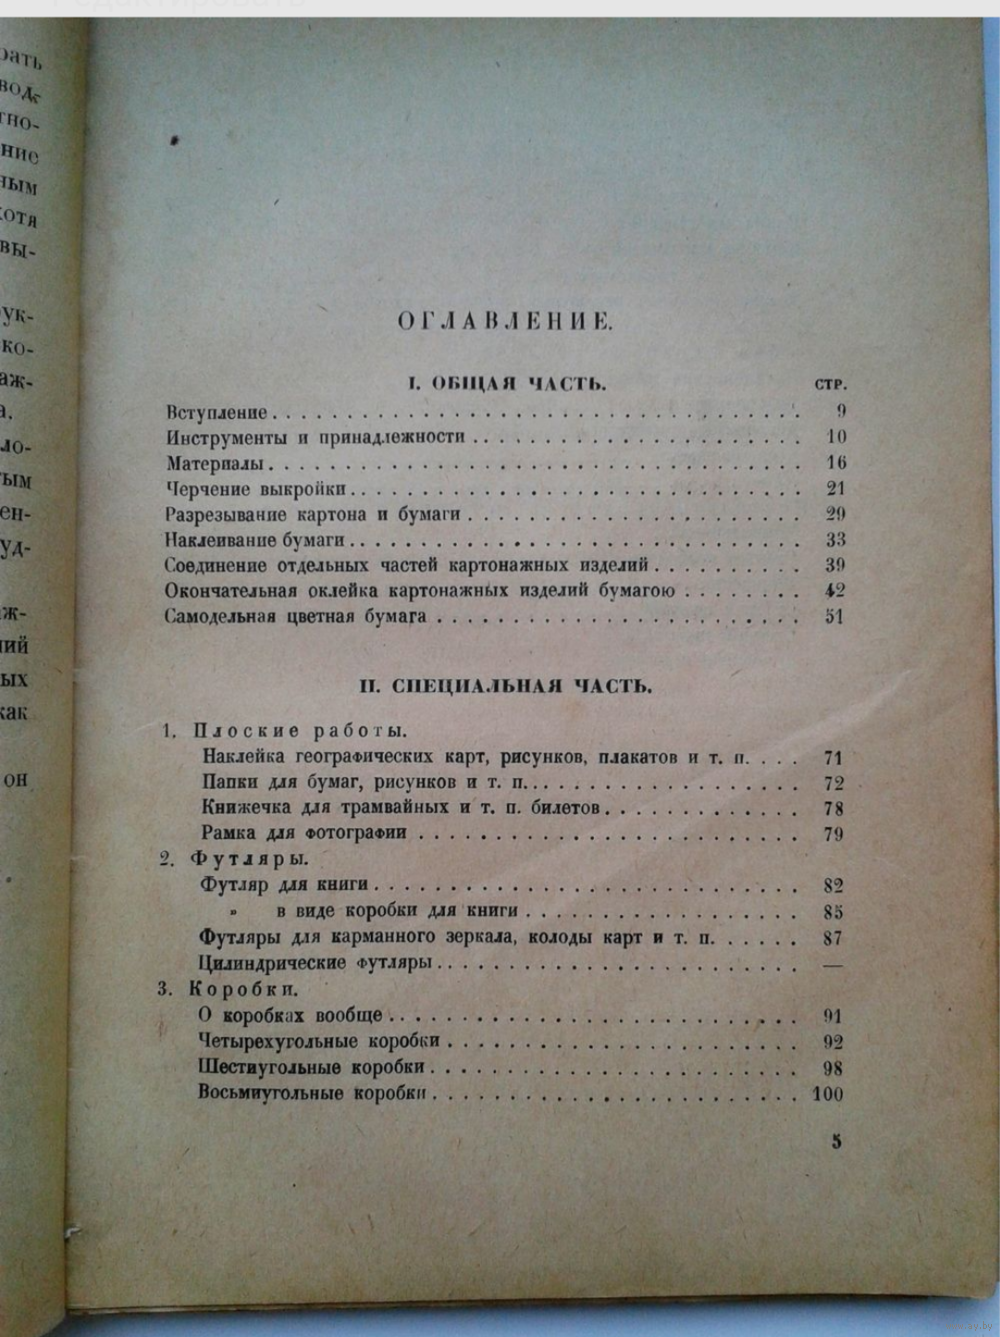 ОГЛАВЛЕНИЕ.
I. ОБЩАЯ ЧАСТЬ. СТР.
Вступление . . . . . . . . . . 9
Инструменты и принадлежности . . . . . . . . . . 10
Материалы . . . . . . . . . . 16
Черчение выкройки . . . . . . . . . . 21
Разрезывание картона и бумаги . . . . . . . . . . 29
Наклеивание бумаги . . . . . . . . . . 33
Соединение отдельных частей картонажных изделий . . . . . . . . . . 39
Окончательная оклейка картонажных изделий бумагою . . . . . . . . 42
Самодельная цветная бумага . . . . . . . . . . 51
II. СПЕЦИАЛЬНАЯ ЧАСТЬ.
1. Плоские работы.
Наклейка географических карт, рисунков, плакатов и т. п. . . . 71
Папки для бумаг, рисунков и т. п. . . . . . . . . . 72
Книжечка для трамвайных и т. п. билетов . . . . . . . . . . 78
Рамка для фотографии . . . . . . . . . . 79
2. Футляры.
Футляр для книги . . . . . . . . . . 82
» в виде коробки для книги . . . . . . . . . . 85
Футляры для карманного зеркала, колоды карт и т. п. . . . . . 87
Цилиндрические футляры . . . . . . . . . . —
3. Коробки.
О коробках вообще . . . . . . . . . . 91
Четырехугольные коробки . . . . . . . . . . 92
Шестиугольные коробки . . . . . . . . . . 98
Восьмиугольные коробки . . . . . . . . . . 100
5